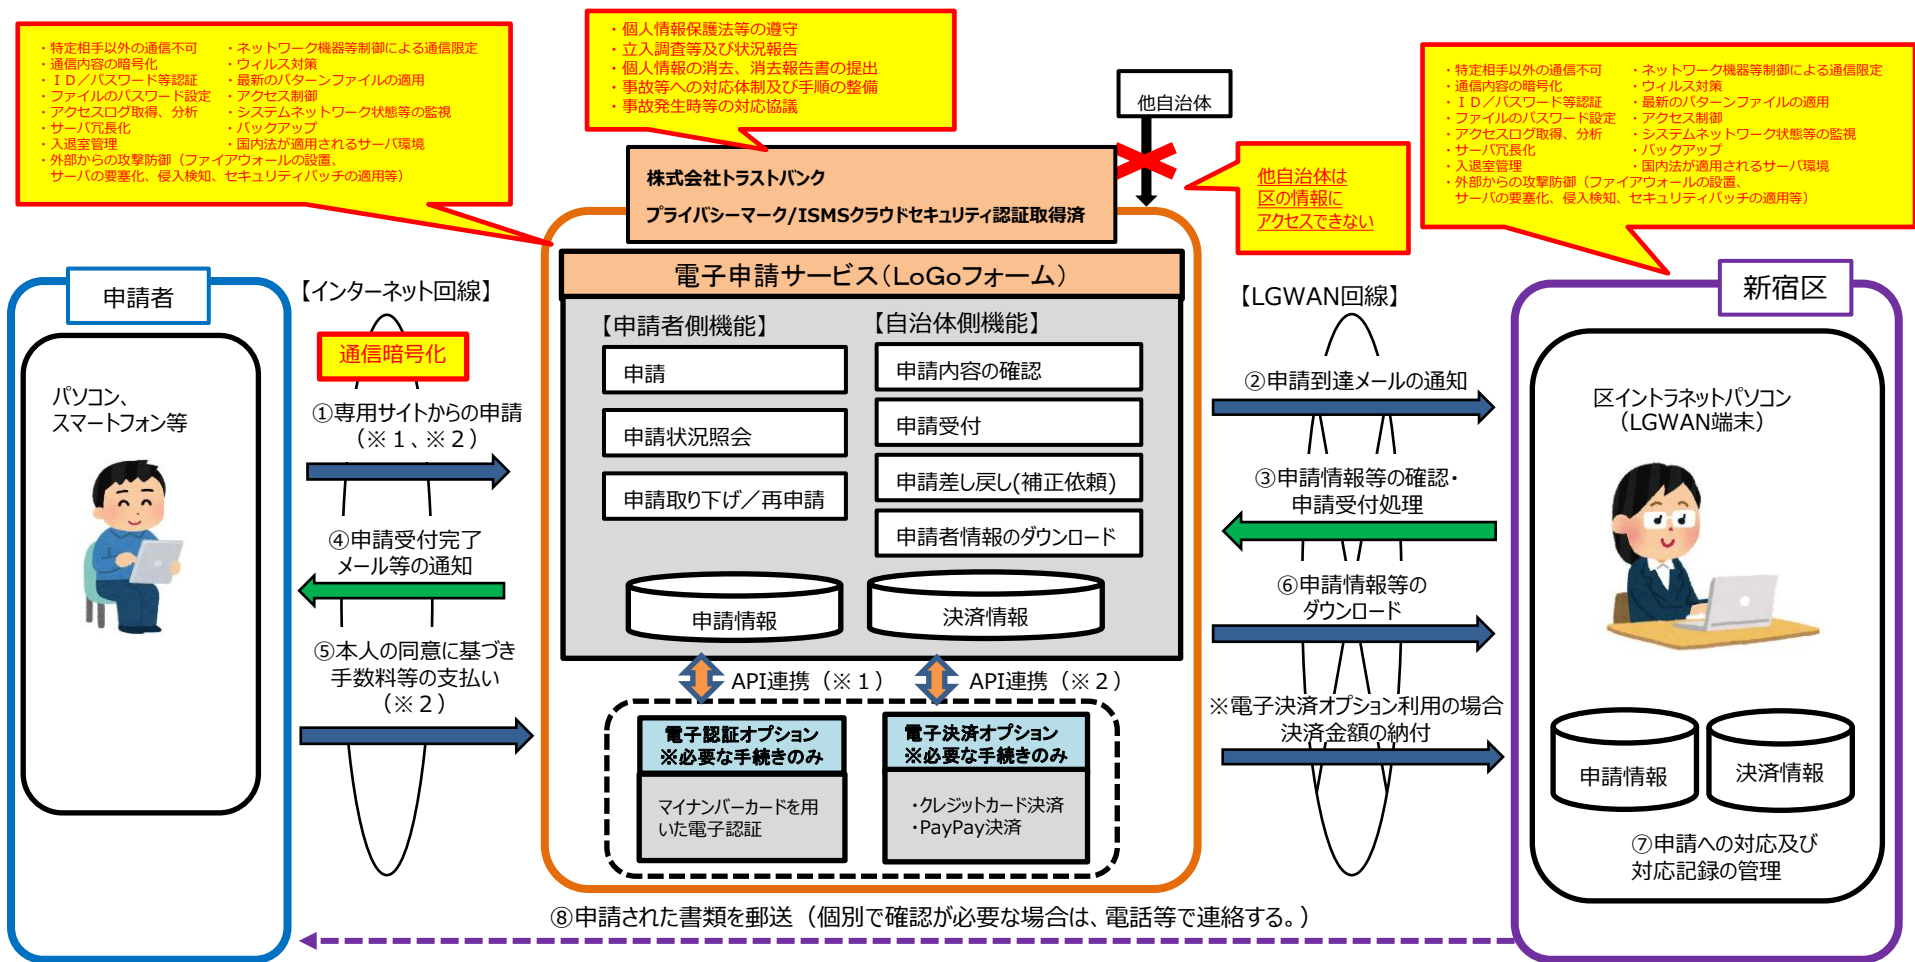 ・特定相手以外の通信不可　・ネットワーク機器等制御による通信限定
・通信内容の暗号化　・ウィルス対策
・ＩＤ／パスワード等認証　・最新のパターンファイルの適用
・ファイルのパスワード設定　・アクセス制御
・アクセスログ取得、分析　・システムネットワーク状態等の監視
・サーバ冗長化　・バックアップ
・入退室管理　・国内法が適用されるサーバ環境
・外部からの攻撃防御（ファイアウォールの設置、
サーバの要塞化、侵入検知、セキュリティパッチの適用等）
・個人情報保護法等の遵守
・立入調査等及び状況報告
・個人情報の消去、消去報告書の提出
・事故等への対応体制及び手順の整備
・事故発生時等の対応協議
他自治体
・特定相手以外の通信不可　・ネットワーク機器等制御による通信限定
・通信内容の暗号化　・ウィルス対策
・ＩＤ／パスワード等認証　・最新のパターンファイルの適用
・ファイルのパスワード設定　・アクセス制御
・アクセスログ取得、分析　・システムネットワーク状態等の監視
・サーバ冗長化　・バックアップ
・入退室管理　・国内法が適用されるサーバ環境
・外部からの攻撃防御（ファイアウォールの設置、
サーバの要塞化、侵入検知、セキュリティパッチの適用等）
株式会社トラストバンク
プライバシーマーク/ISMSクラウドセキュリティ認証取得済
他自治体は
区の情報に
アクセスできない
申請者
パソコン、
スマートフォン等
【インターネット回線】
通信暗号化
①専用サイトからの申請
（※１、※２）
④申請受付完了
メール等の通知
⑤本人の同意に基づき
手数料等の支払い
（※２）
電子申請サービス（LoGoフォーム）
【申請者側機能】
申請
申請状況照会
申請取り下げ／再申請
【自治体側機能】
申請内容の確認
申請受付
申請差し戻し(補正依頼)
申請者情報のダウンロード
申請情報
決済情報
API連携（※１）
API連携（※２）
電子認証オプション
※必要な手続きのみ
マイナンバーカードを用
いた電子認証
電子決済オプション
※必要な手続きのみ
・クレジットカード決済
・PayPay決済
【LGWAN回線】
②申請到達メールの通知
③申請情報等の確認・
申請受付処理
⑥申請情報等の
ダウンロード
※電子決済オプション利用の場合
決済金額の納付
新宿区
区イントラネットパソコン
（LGWAN端末）
申請情報
決済情報
⑦申請への対応及び
対応記録の管理
⑧申請された書類を郵送（個別で確認が必要な場合は、電話等で連絡する。）